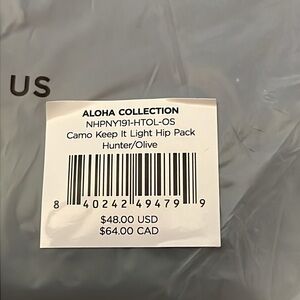 US
ALOHA COLLECTION
NHPNY191-HTOL-OS
Camo Keep It Light Hip Pack
Hunter/Olive
8 40242 49479 9
$48.00 USD
$64.00 CAD